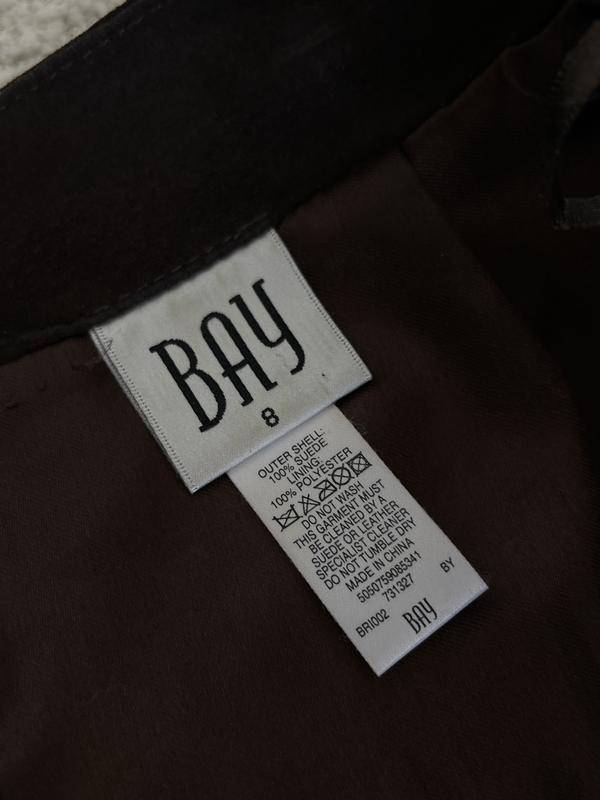 BAY
8
OUTER SHELL:
100% SUEDE
LINING:
100% POLYESTER
DO NOT WASH
THIS GARMENT MUST
BE CLEANED BY A
SUEDE OR LEATHER
SPECIALIST CLEANER
DO NOT TUMBLE DRY
MADE IN CHINA
5050759085341
731327 BY
BRI002 BAY